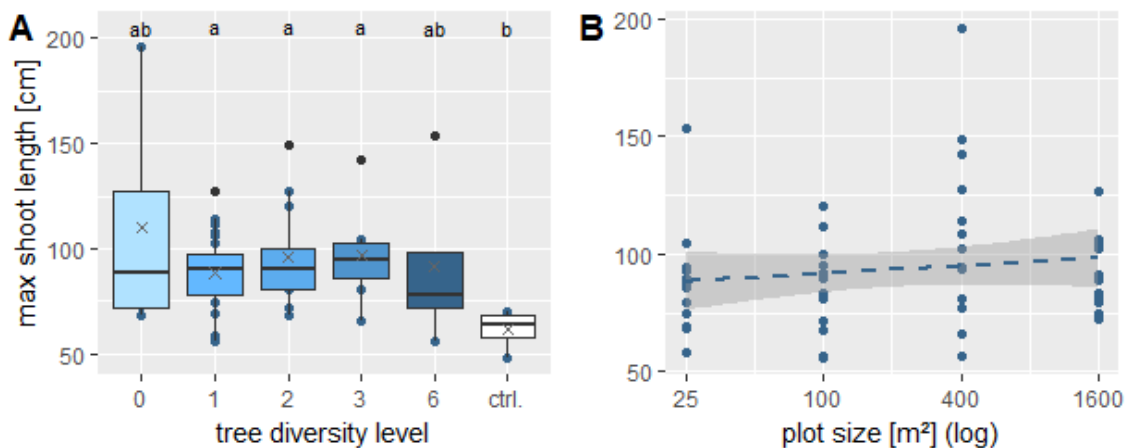 A
ab a a a ab b
max shoot length [cm]
200
150
100
50
0 1 2 3 6 ctrl.
tree diversity level
B
200
150
100
50
25 100 400 1600
plot size [m²] (log)